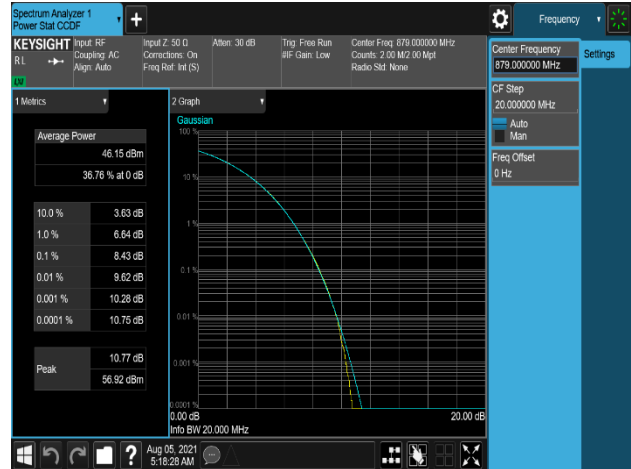 Spectrum Analyzer 1
Power Stat CCDF
Frequency
KEYSIGHT
RL
LXI
Input: RF
Coupling: AC
Align: Auto
Input Z: 50 Ω
Corrections: On
Freq Ref: Int (S)
Atten: 30 dB
Trig: Free Run
#IF Gain: Low
Center Freq: 879.000000 MHz
Counts: 2.00 M/2.00 Mpt
Radio Std: None
Center Frequency
879.000000 MHz
Settings
CF Step
20.000000 MHz
Auto
Man
Freq Offset
0 Hz
1 Metrics
Average Power
46.15 dBm
36.76 % at 0 dB
10.0 % 3.63 dB
1.0 % 6.64 dB
0.1 % 8.43 dB
0.01 % 9.62 dB
0.001 % 10.28 dB
0.0001 % 10.75 dB
Peak
10.77 dB
56.92 dBm
2 Graph
Gaussian
100 %
10 %
1 %
0.1 %
0.01 %
0.001 %
0.0001 %
0.00 dB 20.00 dB
Info BW 20.000 MHz
?
Aug 05, 2021
5:18:28 AM